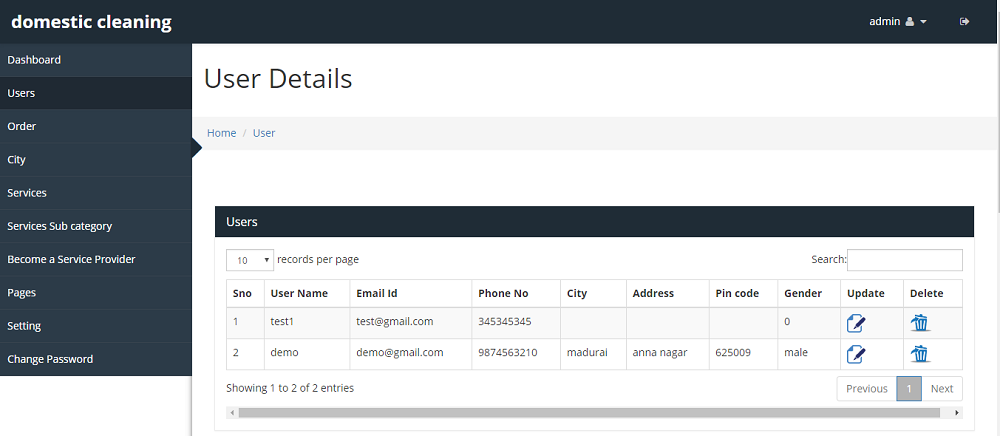 domestic cleaning
admin
Dashboard
Users
Order
City
Services
Services Sub category
Become a Service Provider
Pages
Setting
Change Password
User Details
Home / User
Users
10 records per page
Search:
Sno User Name Email Id Phone No City Address Pin code Gender Update Delete
1 test1 test@gmail.com 345345345 0
2 demo demo@gmail.com 9874563210 madurai anna nagar 625009 male
Showing 1 to 2 of 2 entries
Previous 1 Next